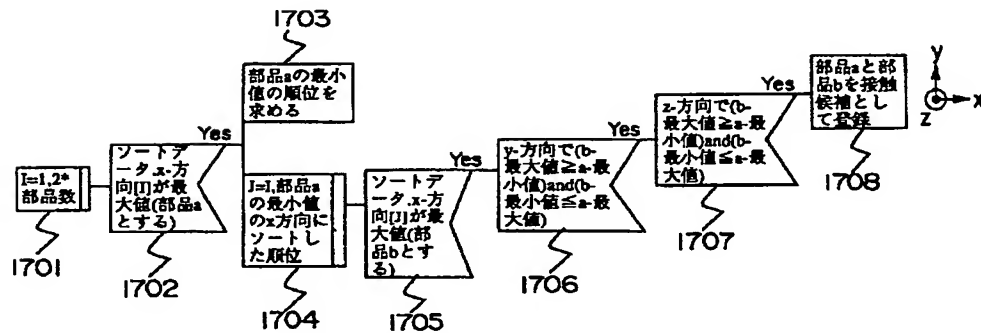 1703
部品aの最小
値の順位を
求める
Yes
I=1,2*
部品数
1701
ソートデ
ータ.x-方
向[I]が最
大値(部品a
とする)
1702
J=I,部品a
の最小値
のx方向に
ソートし
た順位
1704
ソートデ
ータ.x-方
向[J]が最
大値(部
品bとす
る)
1705
Yes
y-方向で(b-
最大値≧a-最
小値)and(b-
最小値≦a-最
大値)
1706
Yes
z-方向で(b-
最大値≧a-最
小値)and(b-
最小値≦a-最
大値)
1707
Yes
部品aと部
品bを接触
候補とし
て登録
1708
y
x
z